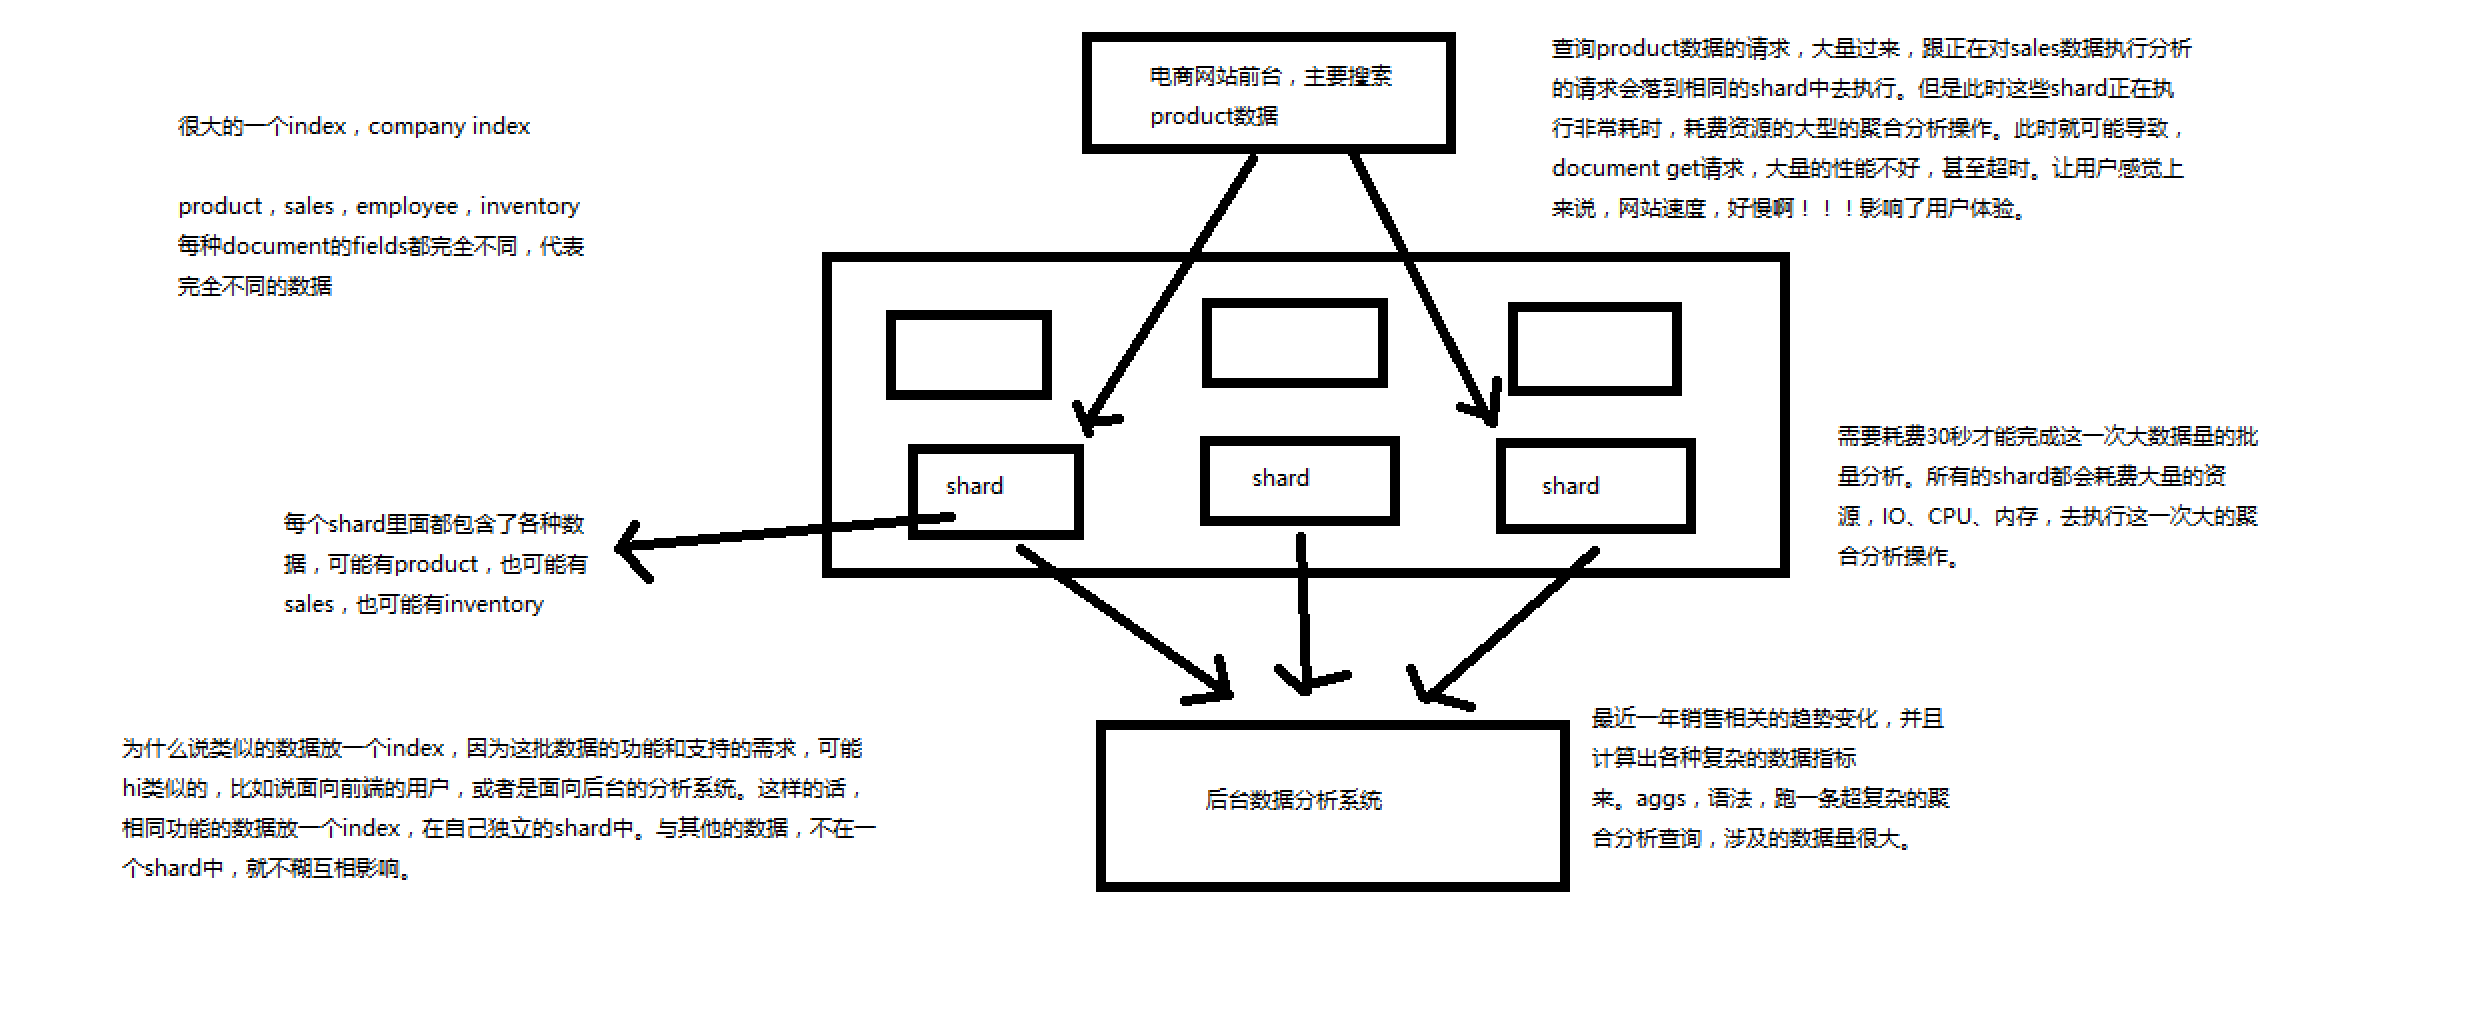 很大的一个index，company index
product，sales，employee，inventory
每种document的fields都完全不同，代表
完全不同的数据
电商网站前台，主要搜索
product数据
查询product数据的请求，大量过来，跟正在对sales数据执行分析
的请求会落到相同的shard中去执行。但是此时这些shard正在执
行非常耗时，耗费资源的大型的聚合分析操作。此时就可能导致，
document get请求，大量的性能不好，甚至超时。让用户感觉上
来说，网站速度，好慢啊！！！影响了用户体验。
shard
shard
shard
需要耗费30秒才能完成这一次大数据量的批
量分析。所有的shard都会耗费大量的资
源，IO、CPU、内存，去执行这一次大的聚
合分析操作。
每个shard里面都包含了各种数
据，可能有product，也可能有
sales，也可能有inventory
为什么说类似的数据放一个index，因为这批数据的功能和支持的需求，可能
hi类似的，比如说面向前端的用户，或者是面向后台的分析系统。这样的话，
相同功能的数据放一个index，在自己独立的shard中。与其他的数据，不在一
个shard中，就不糊互相影响。
后台数据分析系统
最近一年销售相关的趋势变化，并且
计算出各种复杂的数据指标
来。aggs，语法，跑一条超复杂的聚
合分析查询，涉及的数据量很大。